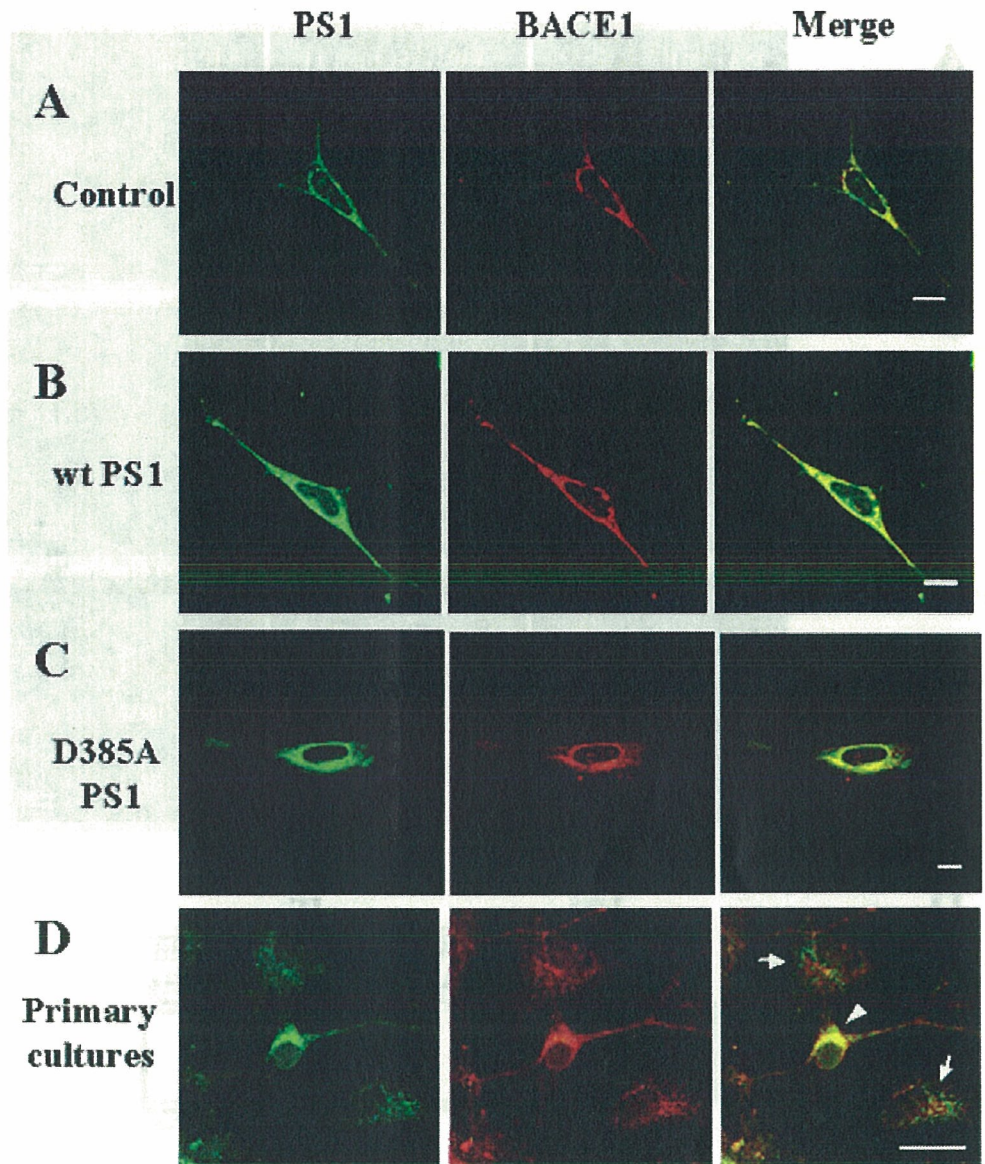 PS1 BACE1 Merge
A
Control
B
wt PS1
C
D385A
PS1
D
Primary
cultures